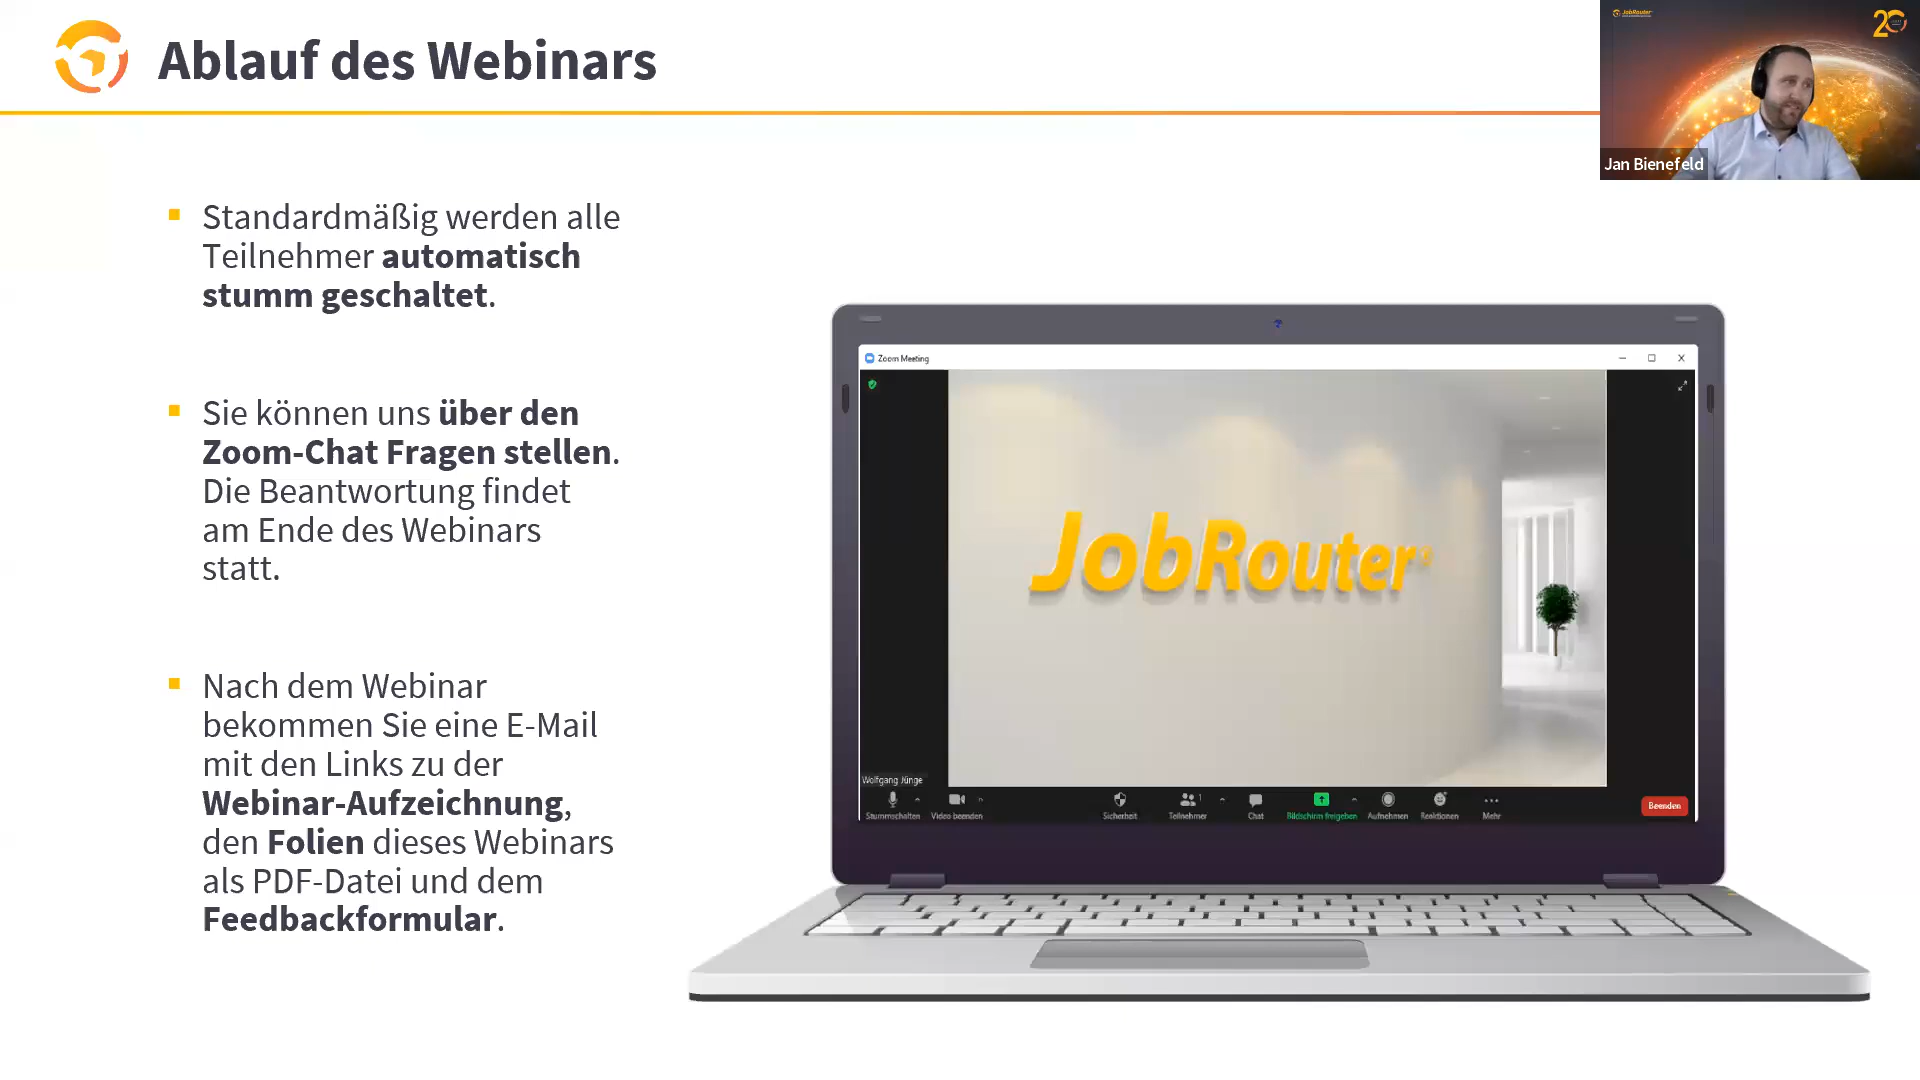 Ablauf des Webinars
JobRouter
20
Jan Bienefeld
Standardmäßig werden alle
Teilnehmer automatisch
stumm geschaltet.
Sie können uns über den
Zoom-Chat Fragen stellen.
Die Beantwortung findet
am Ende des Webinars
statt.
Nach dem Webinar
bekommen Sie eine E-Mail
mit den Links zu der
Webinar-Aufzeichnung,
den Folien dieses Webinars
als PDF-Datei und dem
Feedbackformular.
Zoom Meeting
JobRouter
Wolfgang Jünge
1
Stummschalten Video beenden Sicherheit Teilnehmer Chat Bildschirm freigeben Aufnehmen Reaktionen Mehr
Beenden